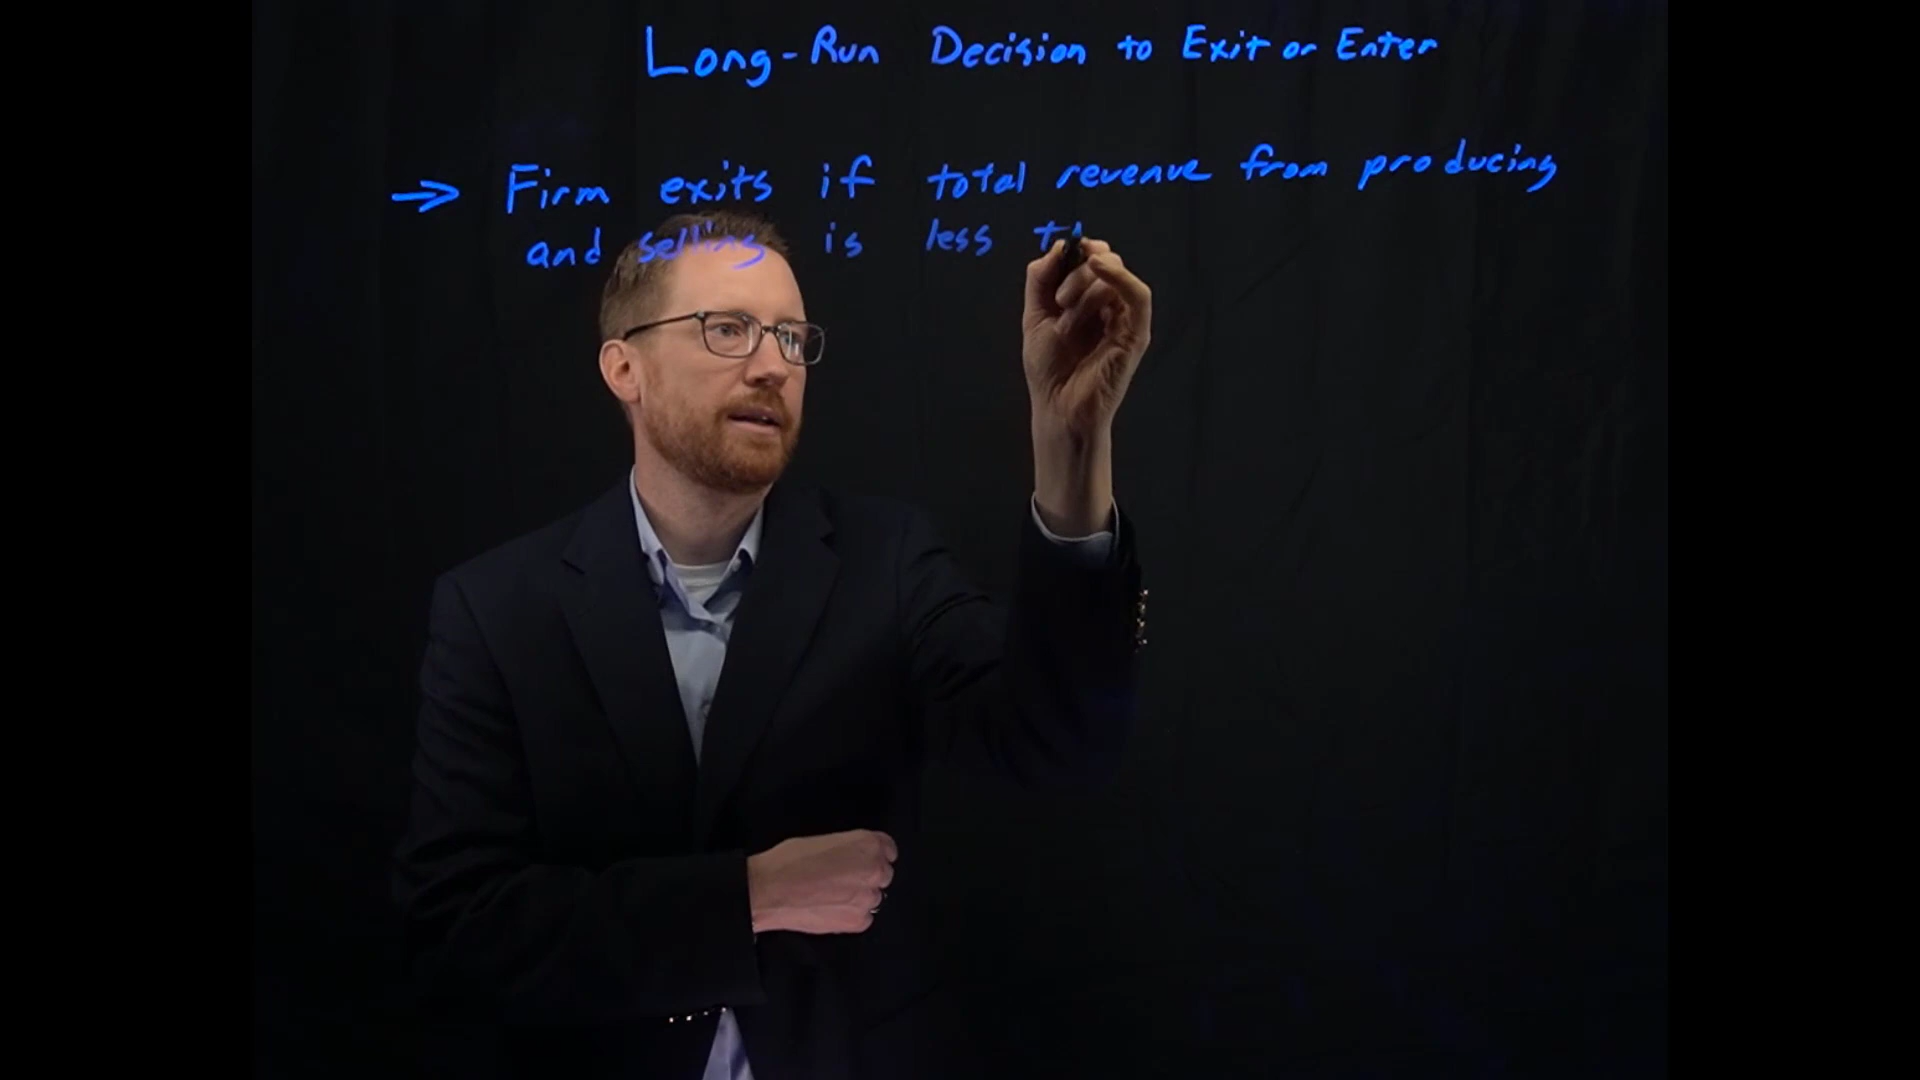 Long-Run Decision to Exit or Enter
→ Firm exits if total revenue from producing
and selling is less